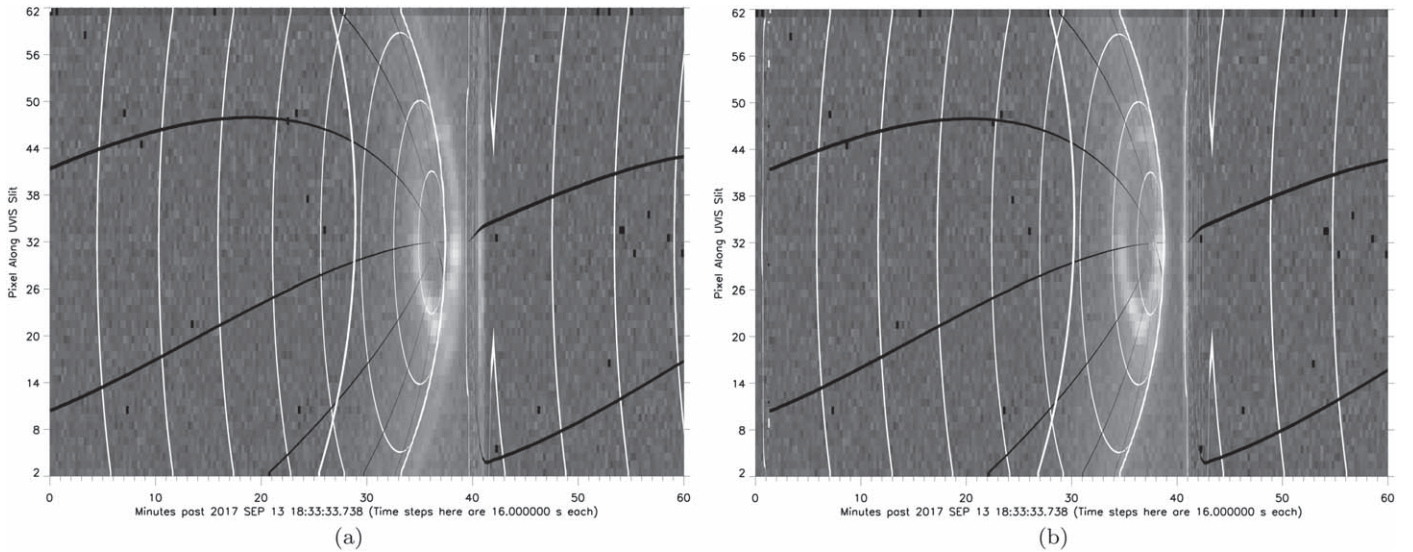 62
56
50
44
38
32
26
20
14
8
2
Pixel Along UVIS Slit
0 10 20 30 40 50 60
Minutes post 2017 SEP 13 18:33:33.738 (Time steps here are 16.000000 s each)
(a)
62
56
50
44
38
32
26
20
14
8
2
Pixel Along UVIS Slit
0 10 20 30 40 50 60
Minutes post 2017 SEP 13 18:33:33.738 (Time steps here are 16.000000 s each)
(b)